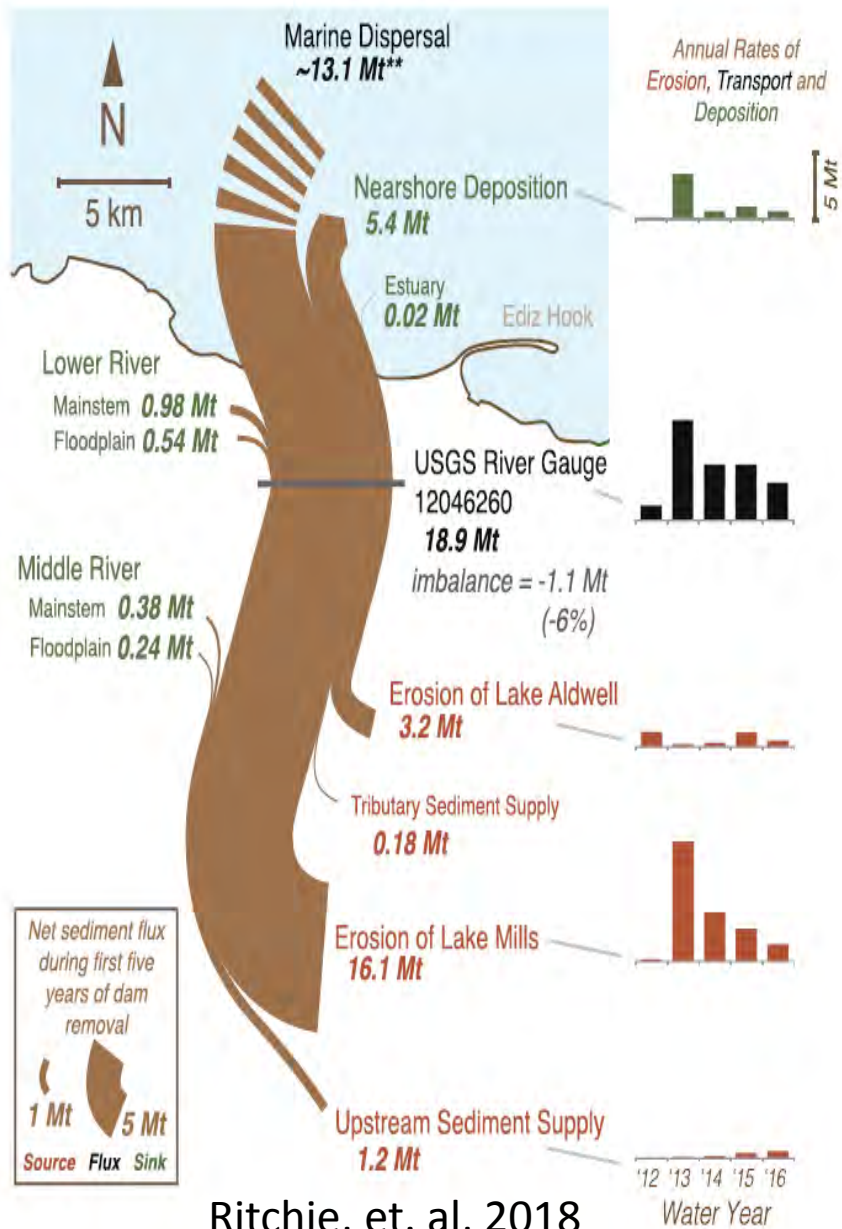 Marine Dispersal
~13.1 Mt**
Annual Rates of
Erosion, Transport and
Deposition
N
5 km
Nearshore Deposition
5.4 Mt
5 Mt
Estuary
0.02 Mt
Ediz Hook
Lower River
Mainstem 0.98 Mt
Floodplain 0.54 Mt
USGS River Gauge
12046260
18.9 Mt
imbalance = -1.1 Mt
(-6%)
Middle River
Mainstem 0.38 Mt
Floodplain 0.24 Mt
Erosion of Lake Aldwell
3.2 Mt
Tributary Sediment Supply
0.18 Mt
Erosion of Lake Mills
16.1 Mt
Net sediment flux
during first five
years of dam
removal
1 Mt
5 Mt
Source Flux Sink
Upstream Sediment Supply
1.2 Mt
'12 '13 '14 '15 '16
Water Year
Ritchie, et. al. 2018